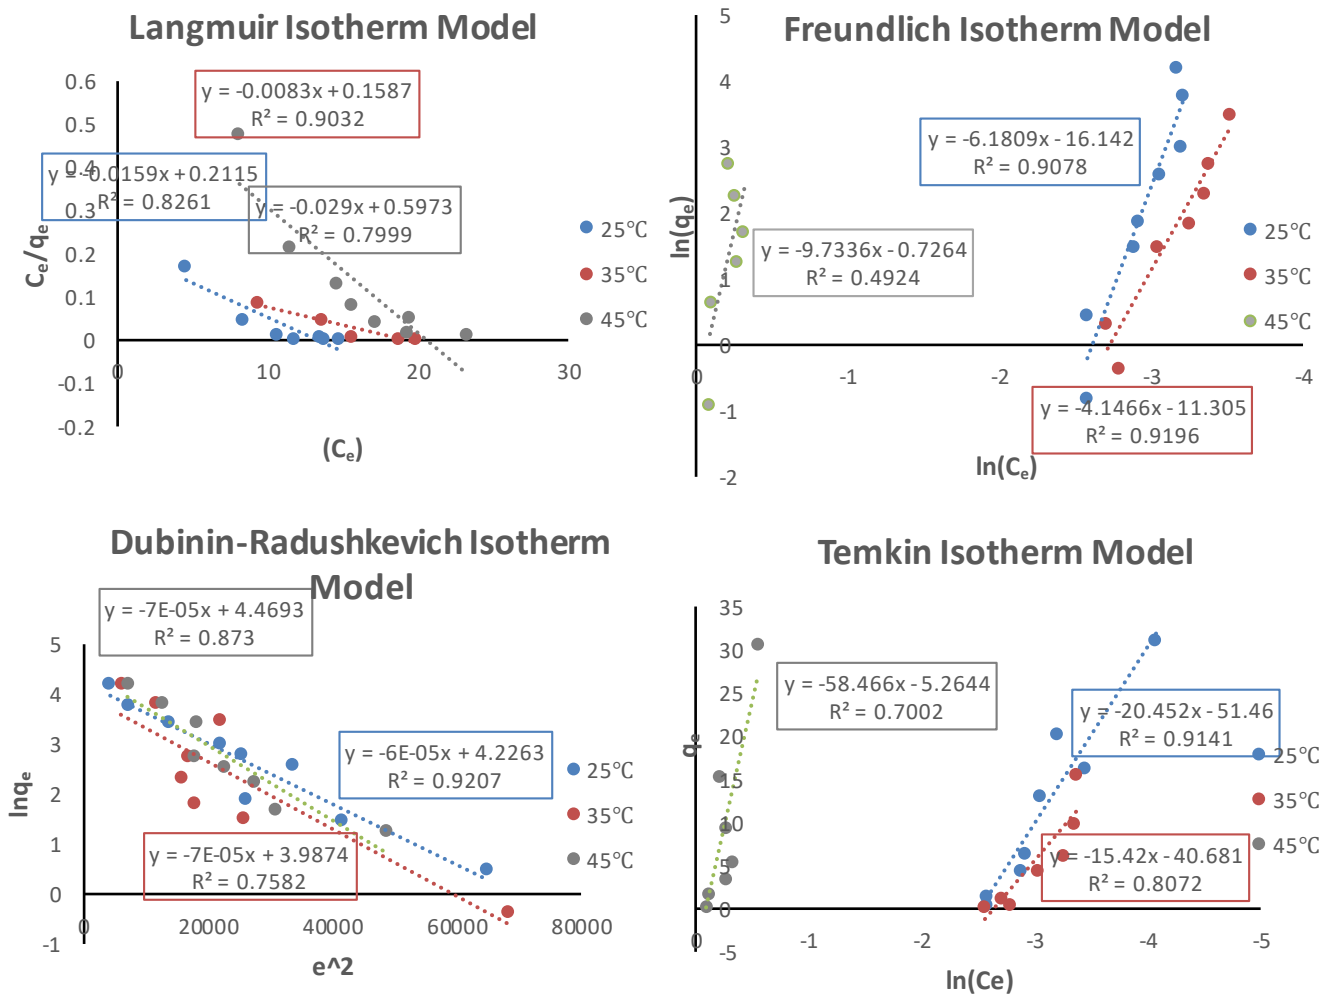 Langmuir Isotherm Model
y = -0.0083x + 0.1587
R² = 0.9032
y = -0.0159x + 0.2115
R² = 0.8261
y = -0.029x + 0.5973
R² = 0.7999
0.6
0.5
0.4
0.3
0.2
0.1
0
-0.1
-0.2
0
10
20
30
Cₑ/qₑ
(Cₑ)
25℃
35℃
45℃
Freundlich Isotherm Model
5
4
3
2
1
0
-1
-2
0
-1
-2
-3
-4
y = -6.1809x - 16.142
R² = 0.9078
y = -9.7336x - 0.7264
R² = 0.4924
y = -4.1466x - 11.305
R² = 0.9196
ln(qₑ)
ln(Cₑ)
25℃
35℃
45℃
Dubinin-Radushkevich Isotherm
Model
y = -7E-05x + 4.4693
R² = 0.873
y = -6E-05x + 4.2263
R² = 0.9207
y = -7E-05x + 3.9874
R² = 0.7582
5
4
3
2
1
0
-1
0
20000
40000
60000
80000
lnqₑ
e^2
25℃
35℃
45℃
Temkin Isotherm Model
35
30
25
20
15
10
5
0
-5
0
-1
-2
-3
-4
-5
y = -58.466x - 5.2644
R² = 0.7002
y = -20.452x - 51.46
R² = 0.9141
y = -15.42x - 40.681
R² = 0.8072
qₑ
ln(Ce)
25℃
35℃
45℃